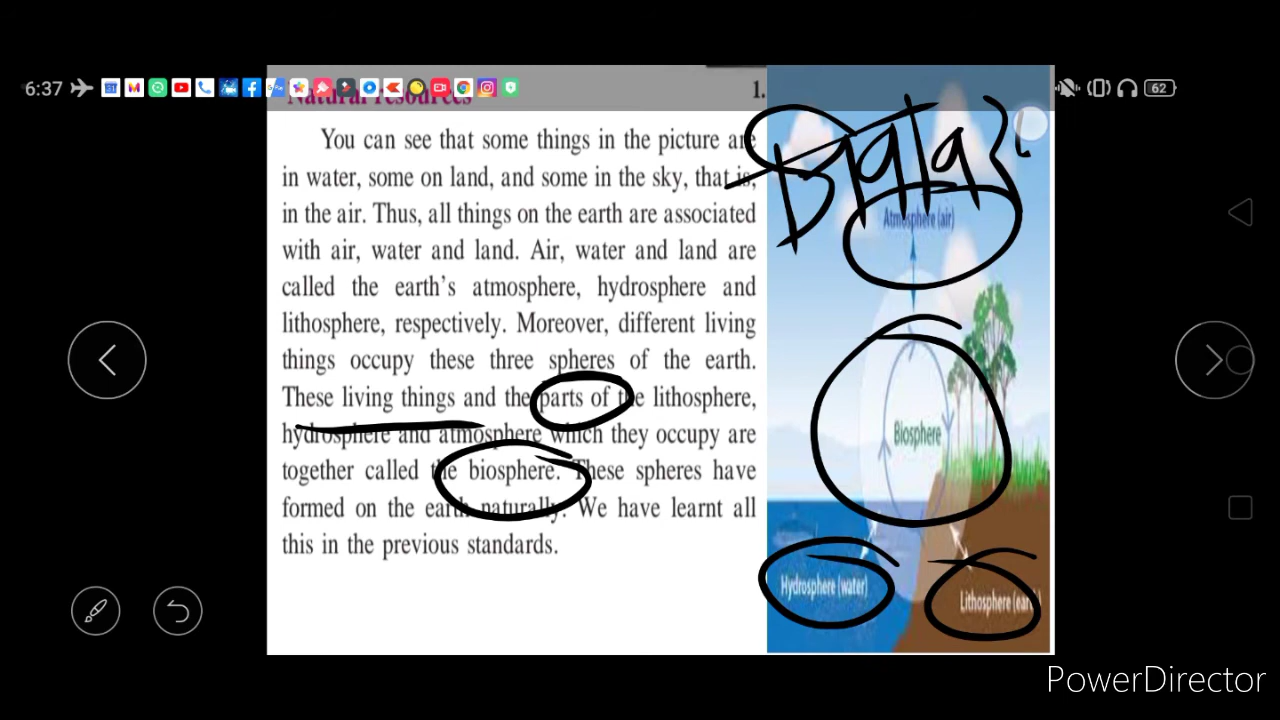 6:37
62
Natural resources
1.
You can see that some things in the picture are
in water, some on land, and some in the sky, that is,
in the air. Thus, all things on the earth are associated
with air, water and land. Air, water and land are
called the earth's atmosphere, hydrosphere and
lithosphere, respectively. Moreover, different living
things occupy these three spheres of the earth.
These living things and the parts of the lithosphere,
hydrosphere and atmosphere which they occupy are
together called the biosphere. These spheres have
formed on the earth naturally. We have learnt all
this in the previous standards.
Atmosphere (air)
Biosphere
Hydrosphere (water)
Lithosphere (earth)
PowerDirector